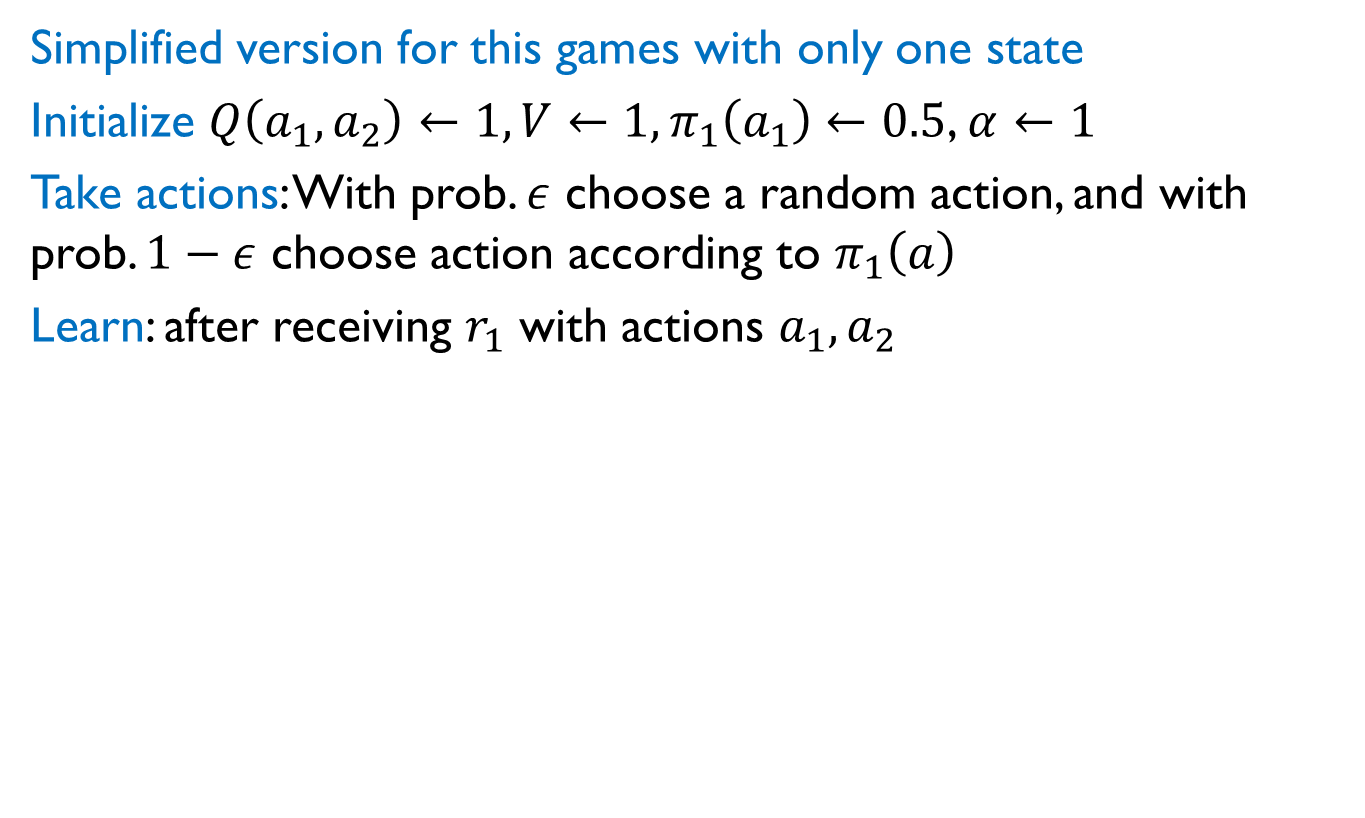 Simplified version for this games with only one state
Initialize Q(a₁, a₂) ← 1, V ← 1, π₁(a₁) ← 0.5, α ← 1
Take actions: With prob. ϵ choose a random action, and with
prob. 1 − ϵ choose action according to π₁(a)
Learn: after receiving r₁ with actions a₁, a₂